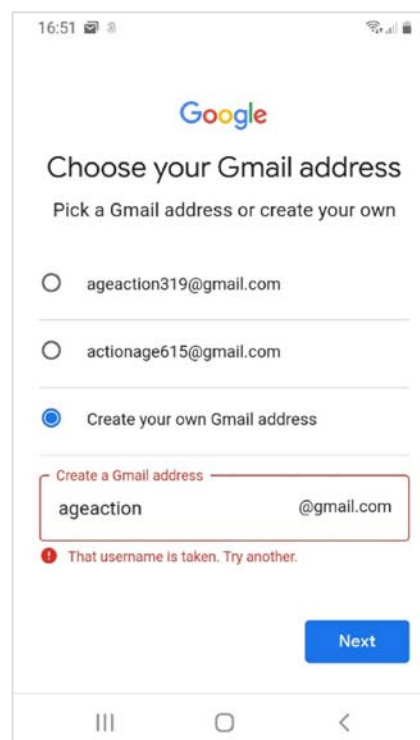 16:51
Google
Choose your Gmail address
Pick a Gmail address or create your own
ageaction319@gmail.com
actionage615@gmail.com
Create your own Gmail address
Create a Gmail address
ageaction @gmail.com
That username is taken. Try another.
Next